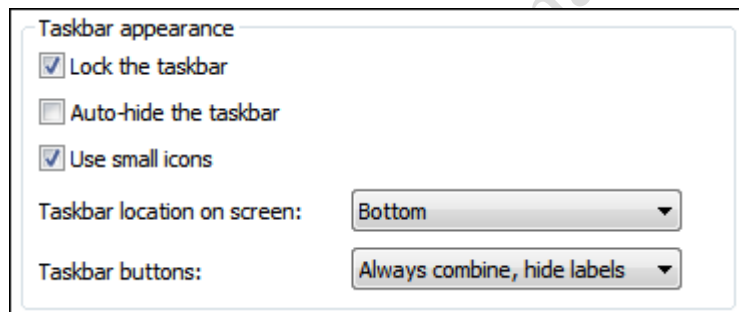 Taskbar appearance
Lock the taskbar
Auto-hide the taskbar
Use small icons
Taskbar location on screen: Bottom
Taskbar buttons: Always combine, hide labels